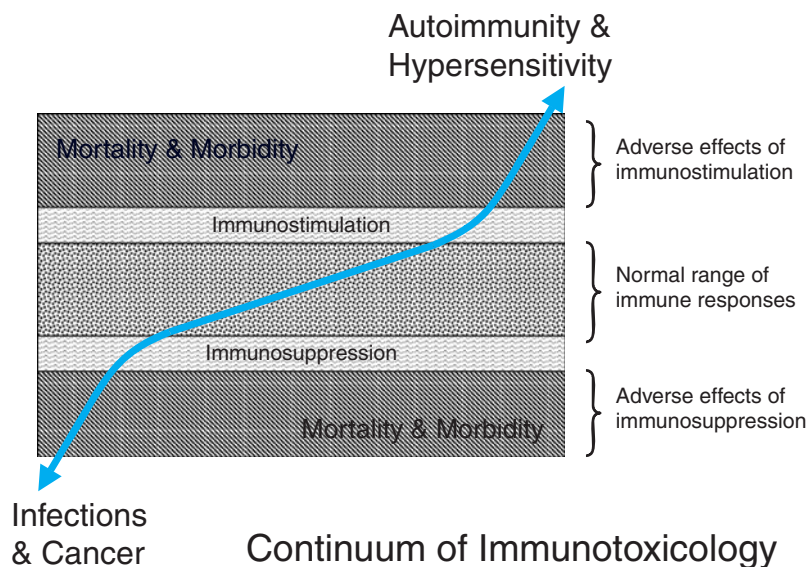 Autoimmunity &
Hypersensitivity
Mortality & Morbidity
Adverse effects of
immunostimulation
Immunostimulation
Normal range of
immune responses
Immunosuppression
Adverse effects of
immunosuppression
Mortality & Morbidity
Infections
& Cancer
Continuum of Immunotoxicology